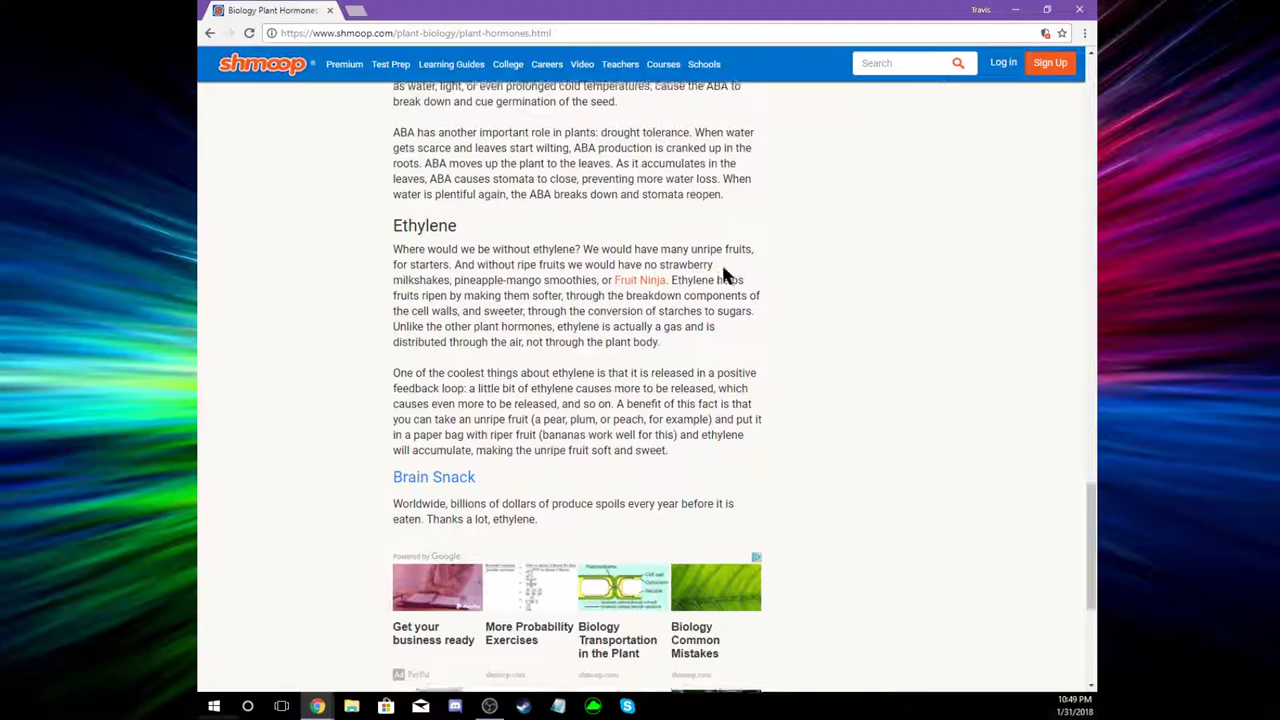 Biology Plant Hormones
Travis
https://www.shmoop.com/plant-biology/plant-hormones.html
shmoop
Premium Test Prep Learning Guides College Careers Video Teachers Courses Schools
Search
Log in
Sign Up
as water, light, or even prolonged cold temperatures, cause the ABA to
break down and cue germination of the seed.
ABA has another important role in plants: drought tolerance. When water
gets scarce and leaves start wilting, ABA production is cranked up in the
roots. ABA moves up the plant to the leaves. As it accumulates in the
leaves, ABA causes stomata to close, preventing more water loss. When
water is plentiful again, the ABA breaks down and stomata reopen.
Ethylene
Where would we be without ethylene? We would have many unripe fruits,
for starters. And without ripe fruits we would have no strawberry
milkshakes, pineapple-mango smoothies, or Fruit Ninja. Ethylene helps
fruits ripen by making them softer, through the breakdown components of
the cell walls, and sweeter, through the conversion of starches to sugars.
Unlike the other plant hormones, ethylene is actually a gas and is
distributed through the air, not through the plant body.
One of the coolest things about ethylene is that it is released in a positive
feedback loop: a little bit of ethylene causes more to be released, which
causes even more to be released, and so on. A benefit of this fact is that
you can take an unripe fruit (a pear, plum, or peach, for example) and put it
in a paper bag with riper fruit (bananas work well for this) and ethylene
will accumulate, making the unripe fruit soft and sweet.
Brain Snack
Worldwide, billions of dollars of produce spoils every year before it is
eaten. Thanks a lot, ethylene.
Powered by Google
Plasmodesma
Cell wall
Cytoplasm
Vacuole
Get your
business ready
Ad PayPal
More Probability
Exercises
shmoop.com
Biology
Transportation
in the Plant
shmoop.com
Biology
Common
Mistakes
shmoop.com
10:49 PM
1/31/2018